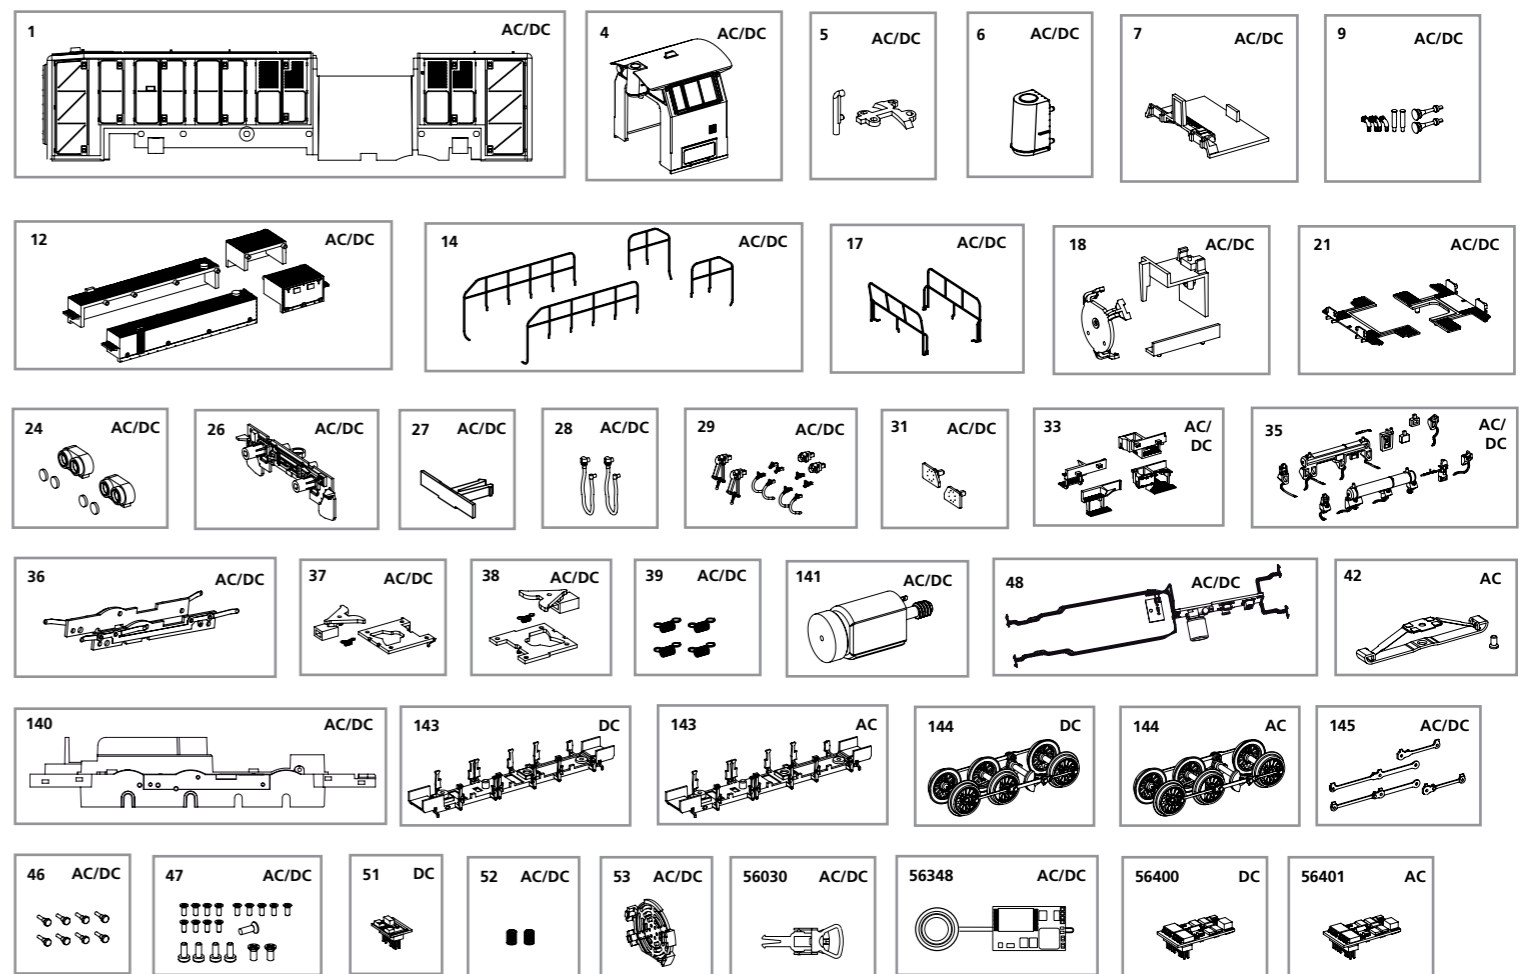 1 AC/DC
4 AC/DC
5 AC/DC
6 AC/DC
7 AC/DC
9 AC/DC
12 AC/DC
14 AC/DC
17 AC/DC
18 AC/DC
21 AC/DC
24 AC/DC
26 AC/DC
27 AC/DC
28 AC/DC
29 AC/DC
31 AC/DC
33 AC/
DC
35 AC/
DC
36 AC/DC
37 AC/DC
38 AC/DC
39 AC/DC
141 AC/DC
48 AC/DC
42 AC
140 AC/DC
143 DC
143 AC
144 DC
144 AC
145 AC/DC
46 AC/DC
47 AC/DC
51 DC
52 AC/DC
53 AC/DC
56030 AC/DC
56348 AC/DC
56400 DC
56401 AC